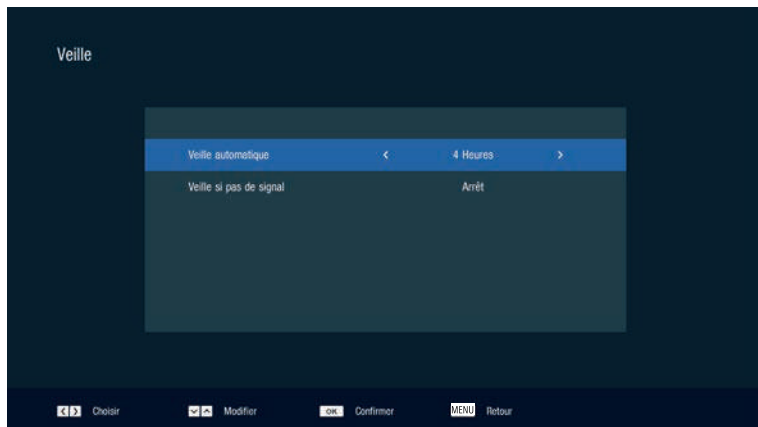 Veille
Veille automatique < 4 Heures >
Veille si pas de signal Arrêt
< > Choisir Modifier OK Confirmer MENU Retour